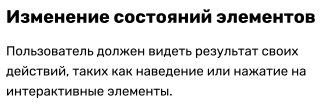 Изменение состояний элементов
Пользователь должен видеть результат своих
действий, таких как наведение или нажатие на
интерактивные элементы.